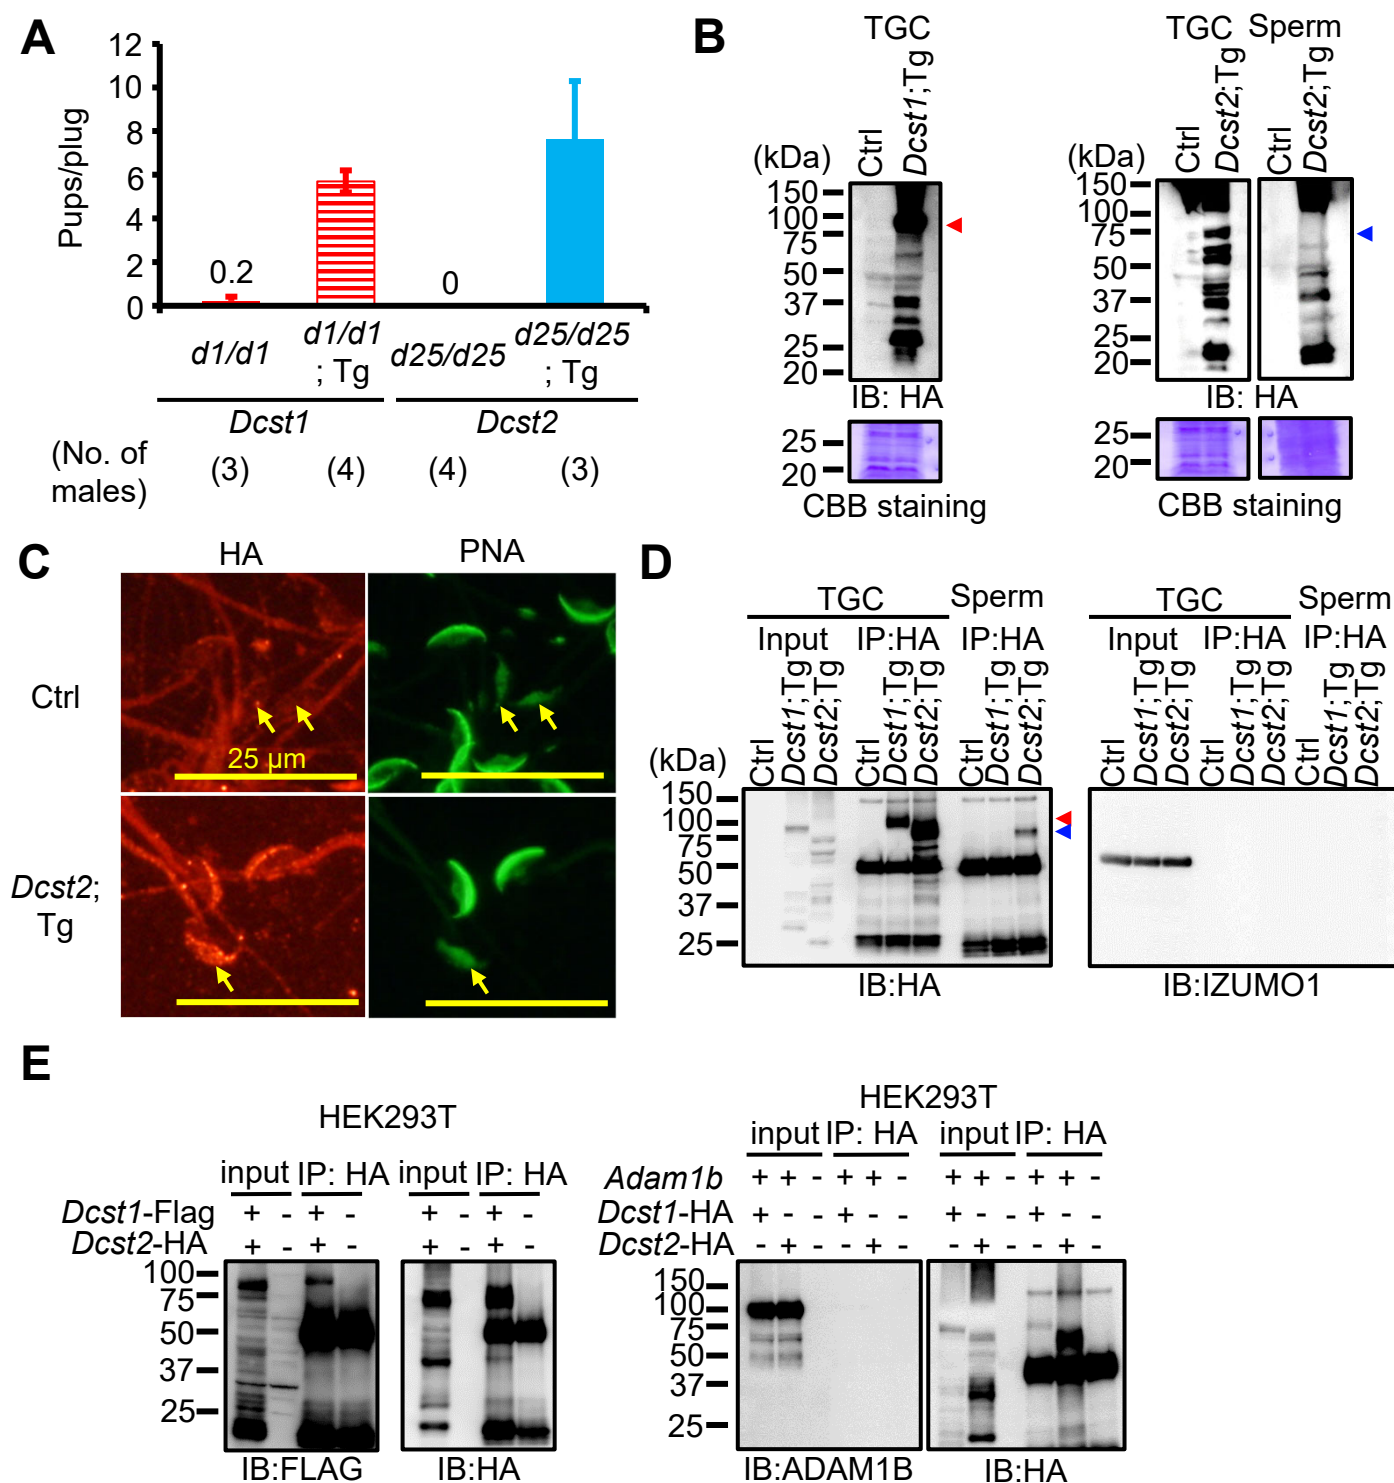 A
12
10
8
6
4
2
0
Pups/plug
0.2
0
d1/d1
d1/d1
; Tg
d25/d25
d25/d25
; Tg
Dcst1
Dcst2
(No. of
males)
(3)
(4)
(4)
(3)
B
TGC
Ctrl
Dcst1;Tg
(kDa)
150
100
75
50
37
25
20
IB: HA
25
20
CBB staining
TGC Sperm
Ctrl
Dcst2;Tg
Ctrl
Dcst2;Tg
(kDa)
150
100
75
50
37
25
20
IB: HA
25
20
CBB staining
C
HA
PNA
Ctrl
25 µm
Dcst2;
Tg
D
TGC
Sperm
Input
IP:HA
IP:HA
Ctrl
Dcst1;Tg
Dcst2;Tg
Ctrl
Dcst1;Tg
Dcst2;Tg
Ctrl
Dcst1;Tg
Dcst2;Tg
(kDa)
150
100
75
50
37
25
IB:HA
TGC
Sperm
Input
IP:HA
IP:HA
Ctrl
Dcst1;Tg
Dcst2;Tg
Ctrl
Dcst1;Tg
Dcst2;Tg
Ctrl
Dcst1;Tg
Dcst2;Tg
IB:IZUMO1
E
HEK293T
input IP: HA
input IP: HA
Dcst1-Flag + - + - + - + -
Dcst2-HA + - + - + - + -
100
75
50
37
25
IB:FLAG
IB:HA
HEK293T
input IP: HA
input IP: HA
Adam1b + + - + + - + + - + + -
Dcst1-HA + - - + - - + - - + - -
Dcst2-HA - + - - + - - + - - + -
150
100
75
50
37
25
IB:ADAM1B
IB:HA